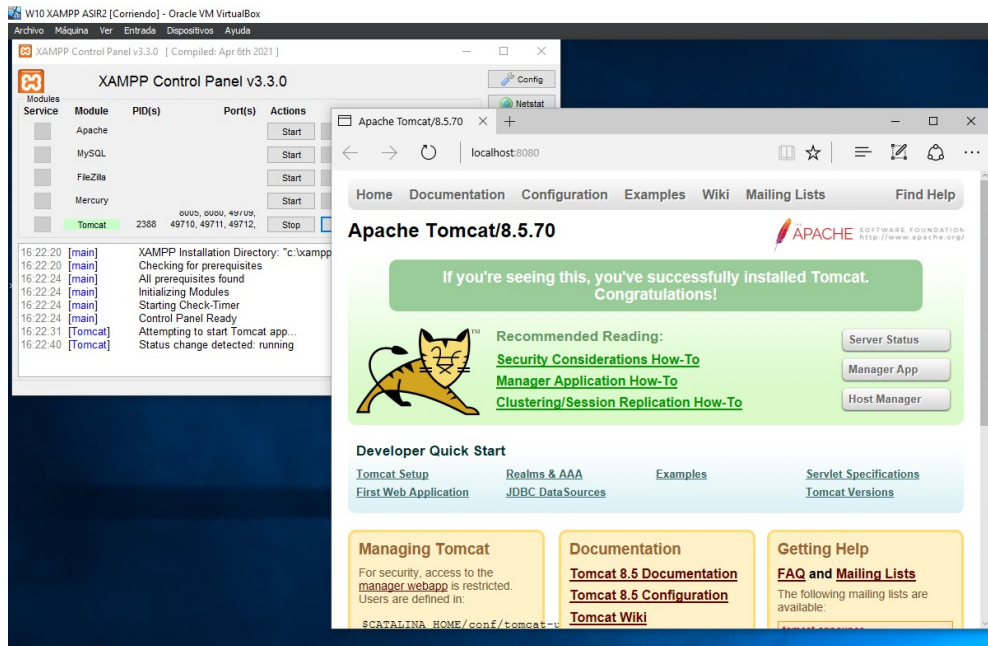 W10 XAMPP ASIR2 [Corriendo] - Oracle VM VirtualBox
Archivo Máquina Ver Entrada Dispositivos Ayuda
XAMPP Control Panel v3.3.0 [ Compiled: Apr 6th 2021 ]
XAMPP Control Panel v3.3.0
Config
Netstat
Modules
Service Module PID(s) Port(s) Actions
Apache Start
MySQL Start
FileZilla Start
Mercury Start
8005, 8080, 49709,
Tomcat 2388 49710, 49711, 49712, Stop
16:22:20 [main] XAMPP Installation Directory: "c:\xampp
16:22:20 [main] Checking for prerequisites
16:22:24 [main] All prerequisites found
16:22:24 [main] Initializing Modules
16:22:24 [main] Starting Check-Timer
16:22:24 [main] Control Panel Ready
16:22:31 [Tomcat] Attempting to start Tomcat app...
16:22:40 [Tomcat] Status change detected: running
Apache Tomcat/8.5.70
localhost:8080
Home Documentation Configuration Examples Wiki Mailing Lists Find Help
Apache Tomcat/8.5.70
THE
APACHE SOFTWARE FOUNDATION
http://www.apache.org/
If you're seeing this, you've successfully installed Tomcat.
Congratulations!
TM
Recommended Reading:
Security Considerations How-To
Manager Application How-To
Clustering/Session Replication How-To
Server Status
Manager App
Host Manager
Developer Quick Start
Tomcat Setup Realms & AAA Examples Servlet Specifications
First Web Application JDBC DataSources Tomcat Versions
Managing Tomcat
For security, access to the
manager webapp is restricted.
Users are defined in:
$CATALINA_HOME/conf/tomcat-u
Documentation
Tomcat 8.5 Documentation
Tomcat 8.5 Configuration
Tomcat Wiki
Getting Help
FAQ and Mailing Lists
The following mailing lists are
available: